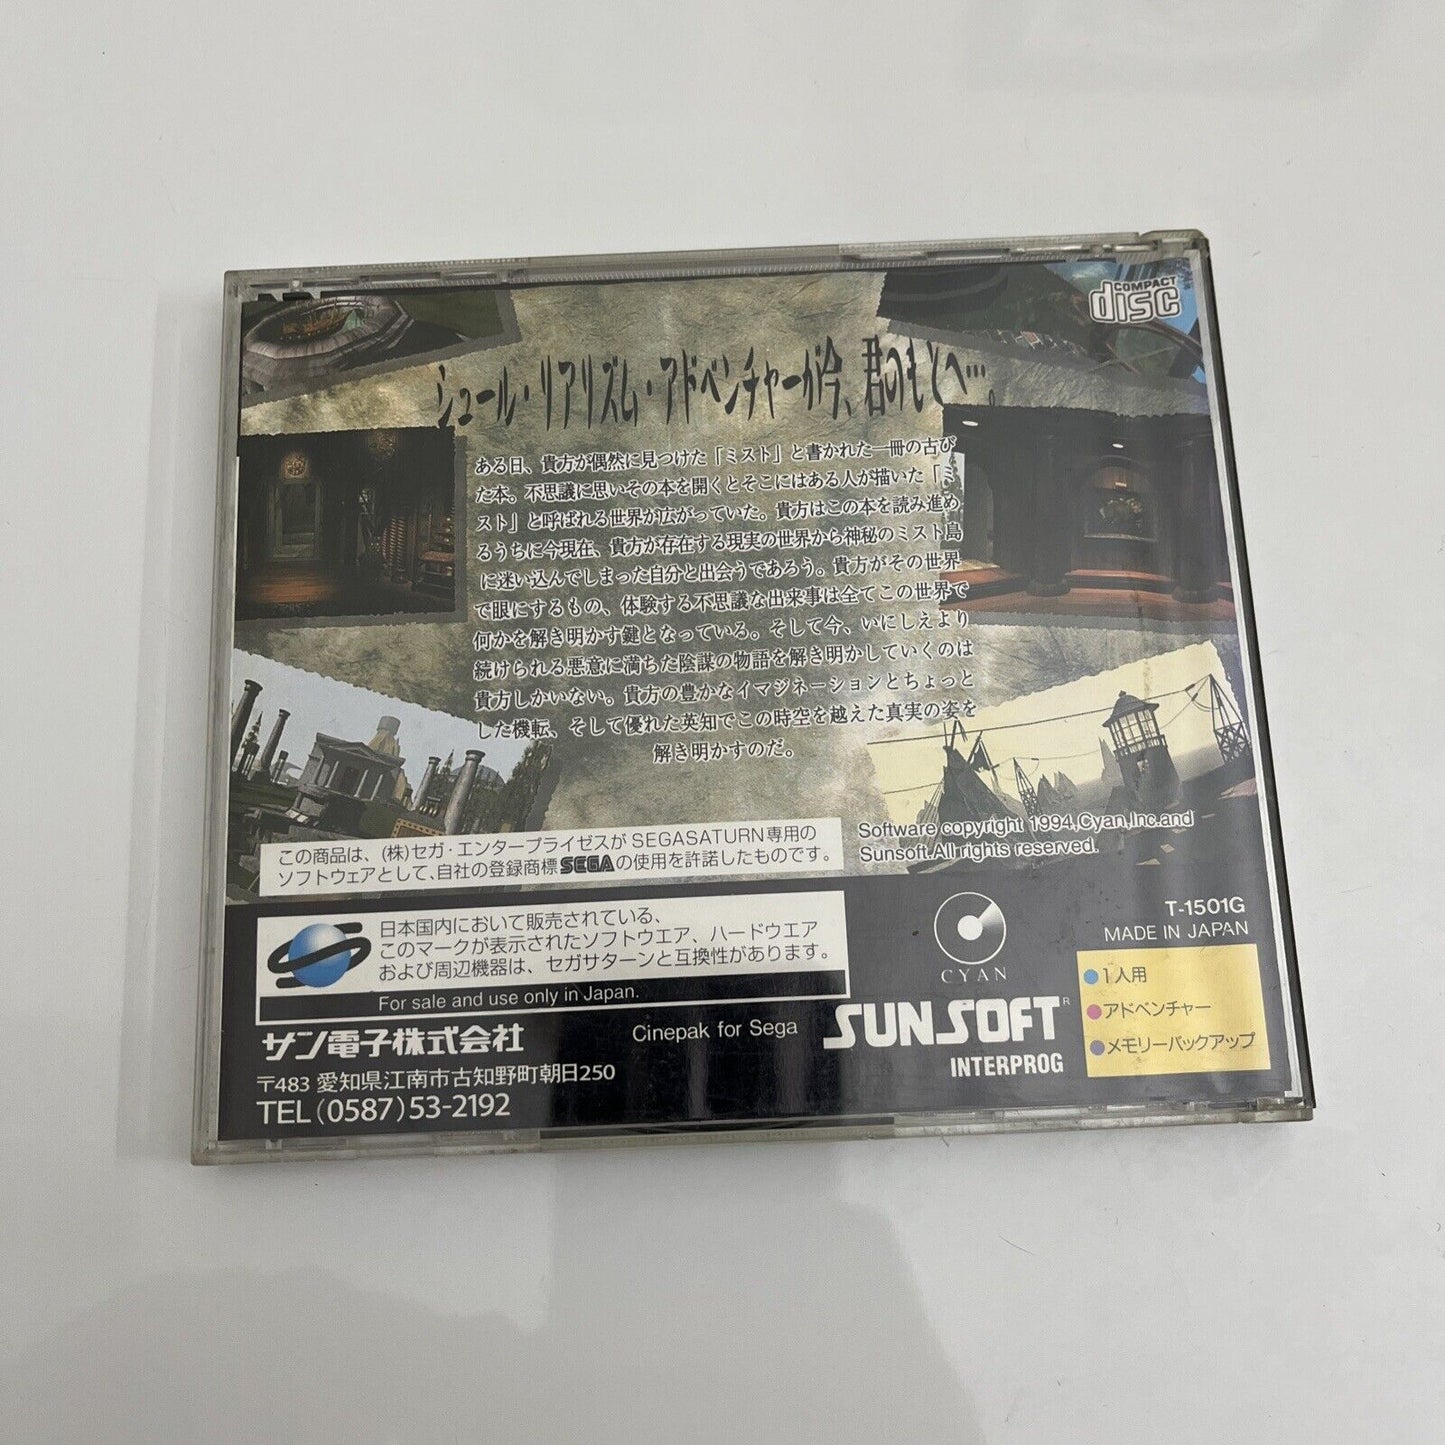 COMPACT
disc
シュール・リアリズム・アドベンチャーが今、君のもとへ…。
ある日、貴方が偶然に見つけた「ミスト」と書かれた一冊の古び
た本。不思議に思いその本を開くとそこにはある人が描いた「ミ
スト」と呼ばれる世界が広がっていた。貴方はこの本を読み進め
るうちに今現在、貴方が存在する現実の世界から神秘のミスト島
に迷い込んでしまった自分と出会うであろう。貴方がその世界
で眼にするもの、体験する不思議な出来事は全てこの世界で
何かを解き明かす鍵となっている。そして今、いにしえより
続けられる悪意に満ちた陰謀の物語を解き明かしていくのは
貴方しかいない。貴方の豊かなイマジネーションとちょっと
した機転、そして優れた英知でこの時空を越えた真実の姿を
解き明かすのだ。
この商品は、(株)セガ・エンタープライゼスが SEGASATURN専用の
ソフトウェアとして、自社の登録商標SEGAの使用を許諾したものです。
Software copyright 1994,Cyan,Inc.and
Sunsoft.All rights reserved.
日本国内において販売されている、
このマークが表示されたソフトウエア、ハードウエア
および周辺機器は、セガサターンと互換性があります。
For sale and use only in Japan.
CYAN
T-1501G
MADE IN JAPAN
1人用
アドベンチャー
メモリーバックアップ
サン電子株式会社
〒483 愛知県江南市古知野町朝日250
TEL(0587)53-2192
Cinepak for Sega
SUNSOFT R
INTERPROG